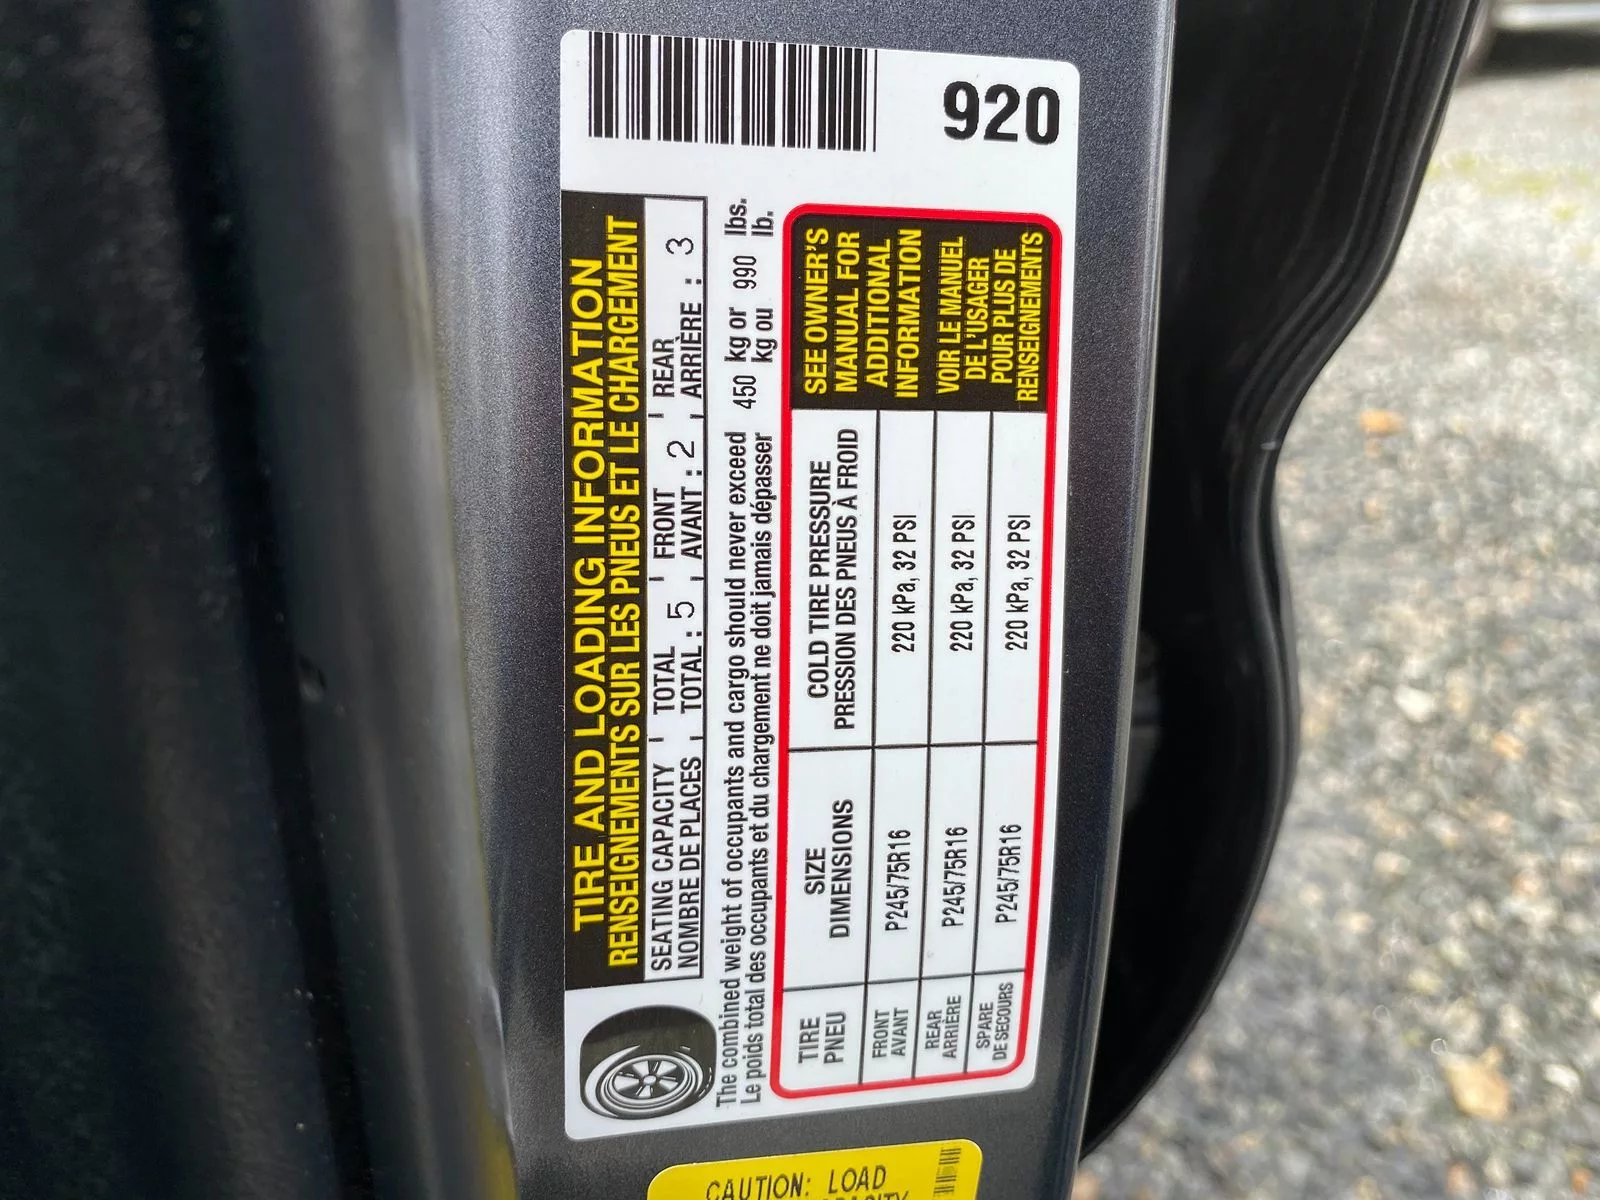 920
TIRE AND LOADING INFORMATION
RENSEIGNEMENTS SUR LES PNEUS ET LE CHARGEMENT
SEATING CAPACITY TOTAL FRONT REAR
NOMBRE DE PLACES TOTAL : 5 AVANT : 2 ARRIÈRE : 3
The combined weight of occupants and cargo should never exceed 450 kg or 990 lbs.
Le poids total des occupants et du chargement ne doit jamais dépasser kg ou lb.
TIRE SIZE COLD TIRE PRESSURE
PNEU DIMENSIONS PRESSION DES PNEUS À FROID
FRONT
AVANT P245/75R16 220 kPa, 32 PSI
REAR
ARRIÈRE P245/75R16 220 kPa, 32 PSI
SPARE
DE SECOURS P245/75R16 220 kPa, 32 PSI
SEE OWNER'S
MANUAL FOR
ADDITIONAL
INFORMATION
VOIR LE MANUEL
DE L'USAGER
POUR PLUS DE
RENSEIGNEMENTS
CAUTION: LOAD